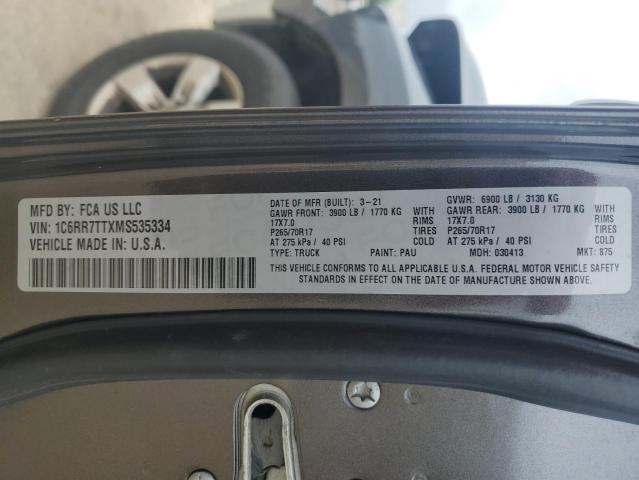 MFD BY: FCA US LLC
VIN: 1C6RR7TTXMS535334
VEHICLE MADE IN U.S.A.
DATE OF MFR (BUILT): 3-21 GVWR: 6900 LB / 3130 KG
GAWR FRONT: 3900 LB / 1770 KG WITH GAWR REAR: 3900 LB / 1770 KG WITH
17X7.0 RIMS 17X7.0 RIMS
P265/70R17 TIRES P265/70R17 TIRES
AT 275 kPa / 40 PSI COLD AT 275 kPa / 40 PSI COLD
TYPE: TRUCK PAINT: PAU MDH: 030413 MKT: 875
THIS VEHICLE CONFORMS TO ALL APPLICABLE U.S.A. FEDERAL MOTOR VEHICLE SAFETY
STANDARDS IN EFFECT ON THE DATE OF MANUFACTURE SHOWN ABOVE.